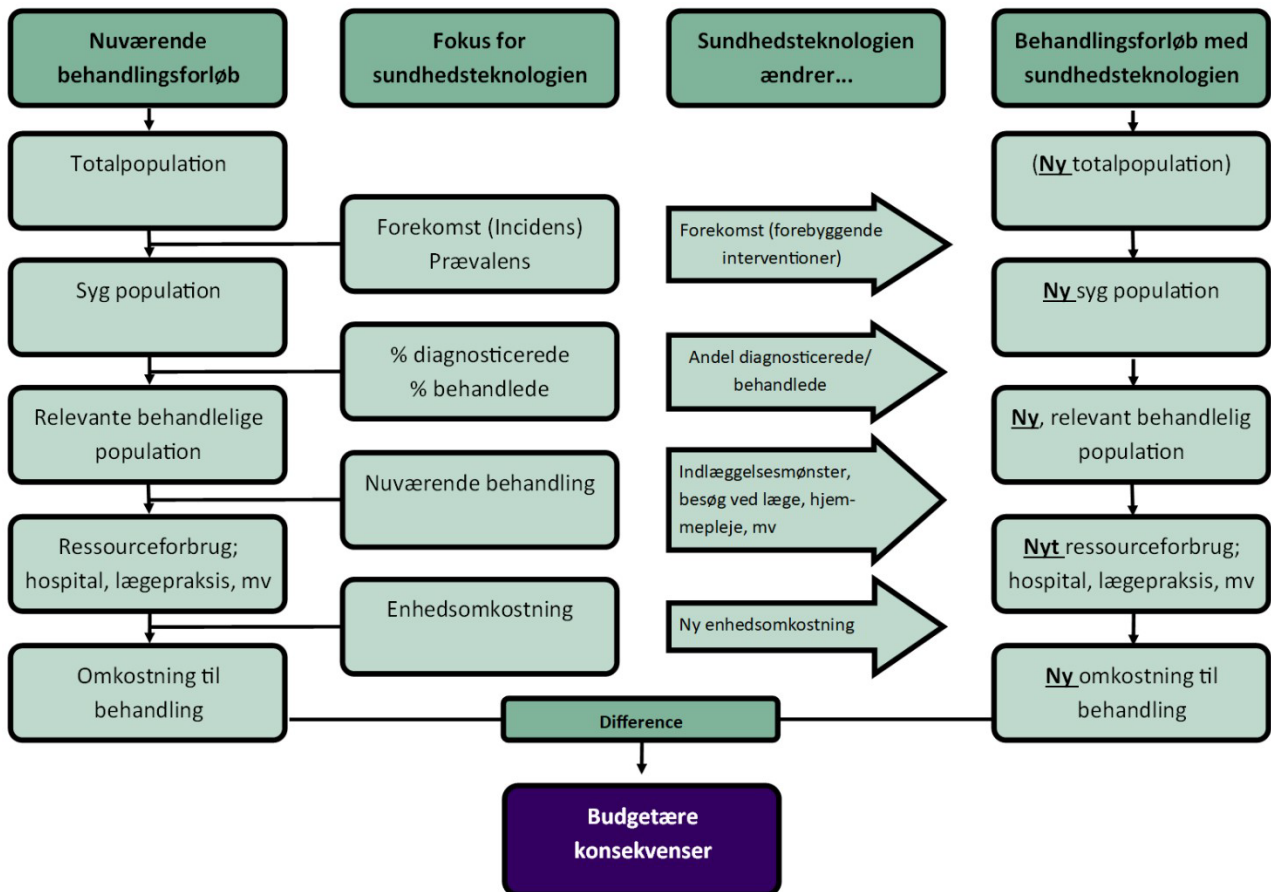 Nuværende
behandlingsforløb
Fokus for
sundhedsteknologien
Sundhedsteknologien
ændrer...
Behandlingsforløb med
sundhedsteknologien
Totalpopulation
(Ny totalpopulation)
Forekomst (Incidens)
Prævalens
Forekomst (forebyggende
interventioner)
Syg population
Ny syg population
% diagnosticerede
% behandlede
Andel diagnosticerede/
behandlede
Relevante behandlelige
population
Ny, relevant behandlelig
population
Nuværende behandling
Indlæggelsesmønster,
besøg ved læge, hjem-
mepleje, mv
Ressourceforbrug;
hospital, lægepraksis, mv
Nyt ressourceforbrug;
hospital, lægepraksis, mv
Enhedsomkostning
Ny enhedsomkostning
Omkostning til
behandling
Ny omkostning til
behandling
Difference
Budgetære
konsekvenser